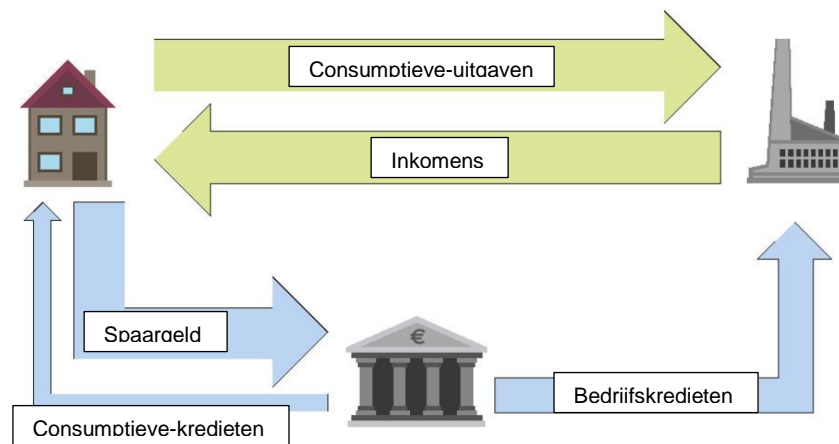 Consumptieve-uitgaven
Inkomens
€
Spaargeld
Bedrijfskredieten
Consumptieve-kredieten